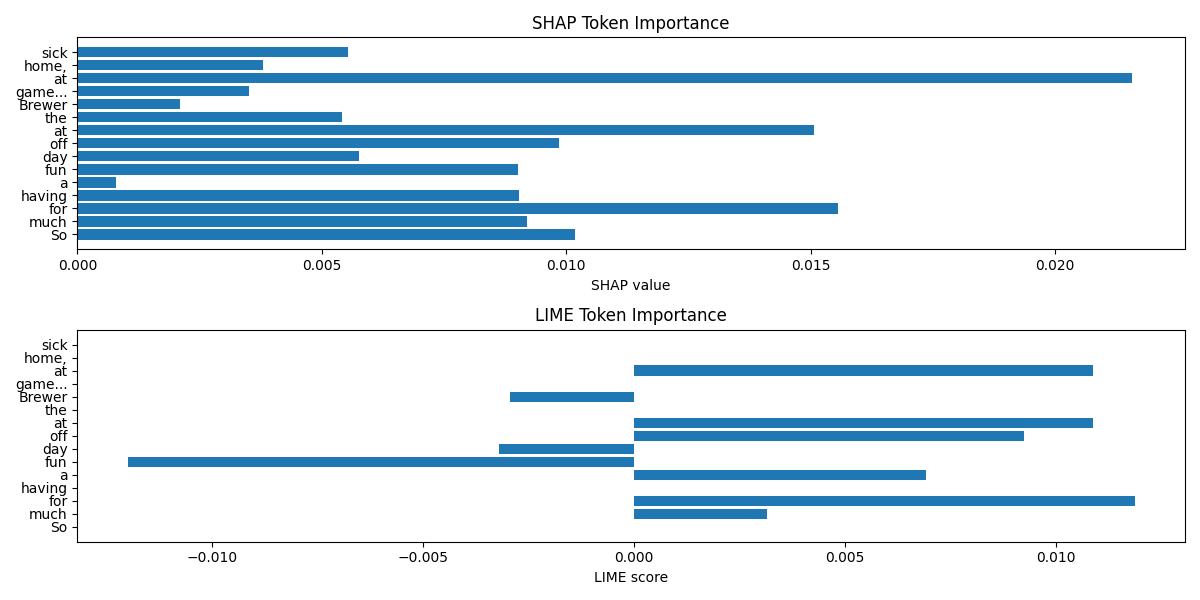 SHAP Token Importance
sick
home,
at
game...
Brewer
the
at
off
day
fun
a
having
for
much
So
0.000 0.005 0.010 0.015 0.020
SHAP value
LIME Token Importance
sick
home,
at
game...
Brewer
the
at
off
day
fun
a
having
for
much
So
−0.010 −0.005 0.000 0.005 0.010
LIME score